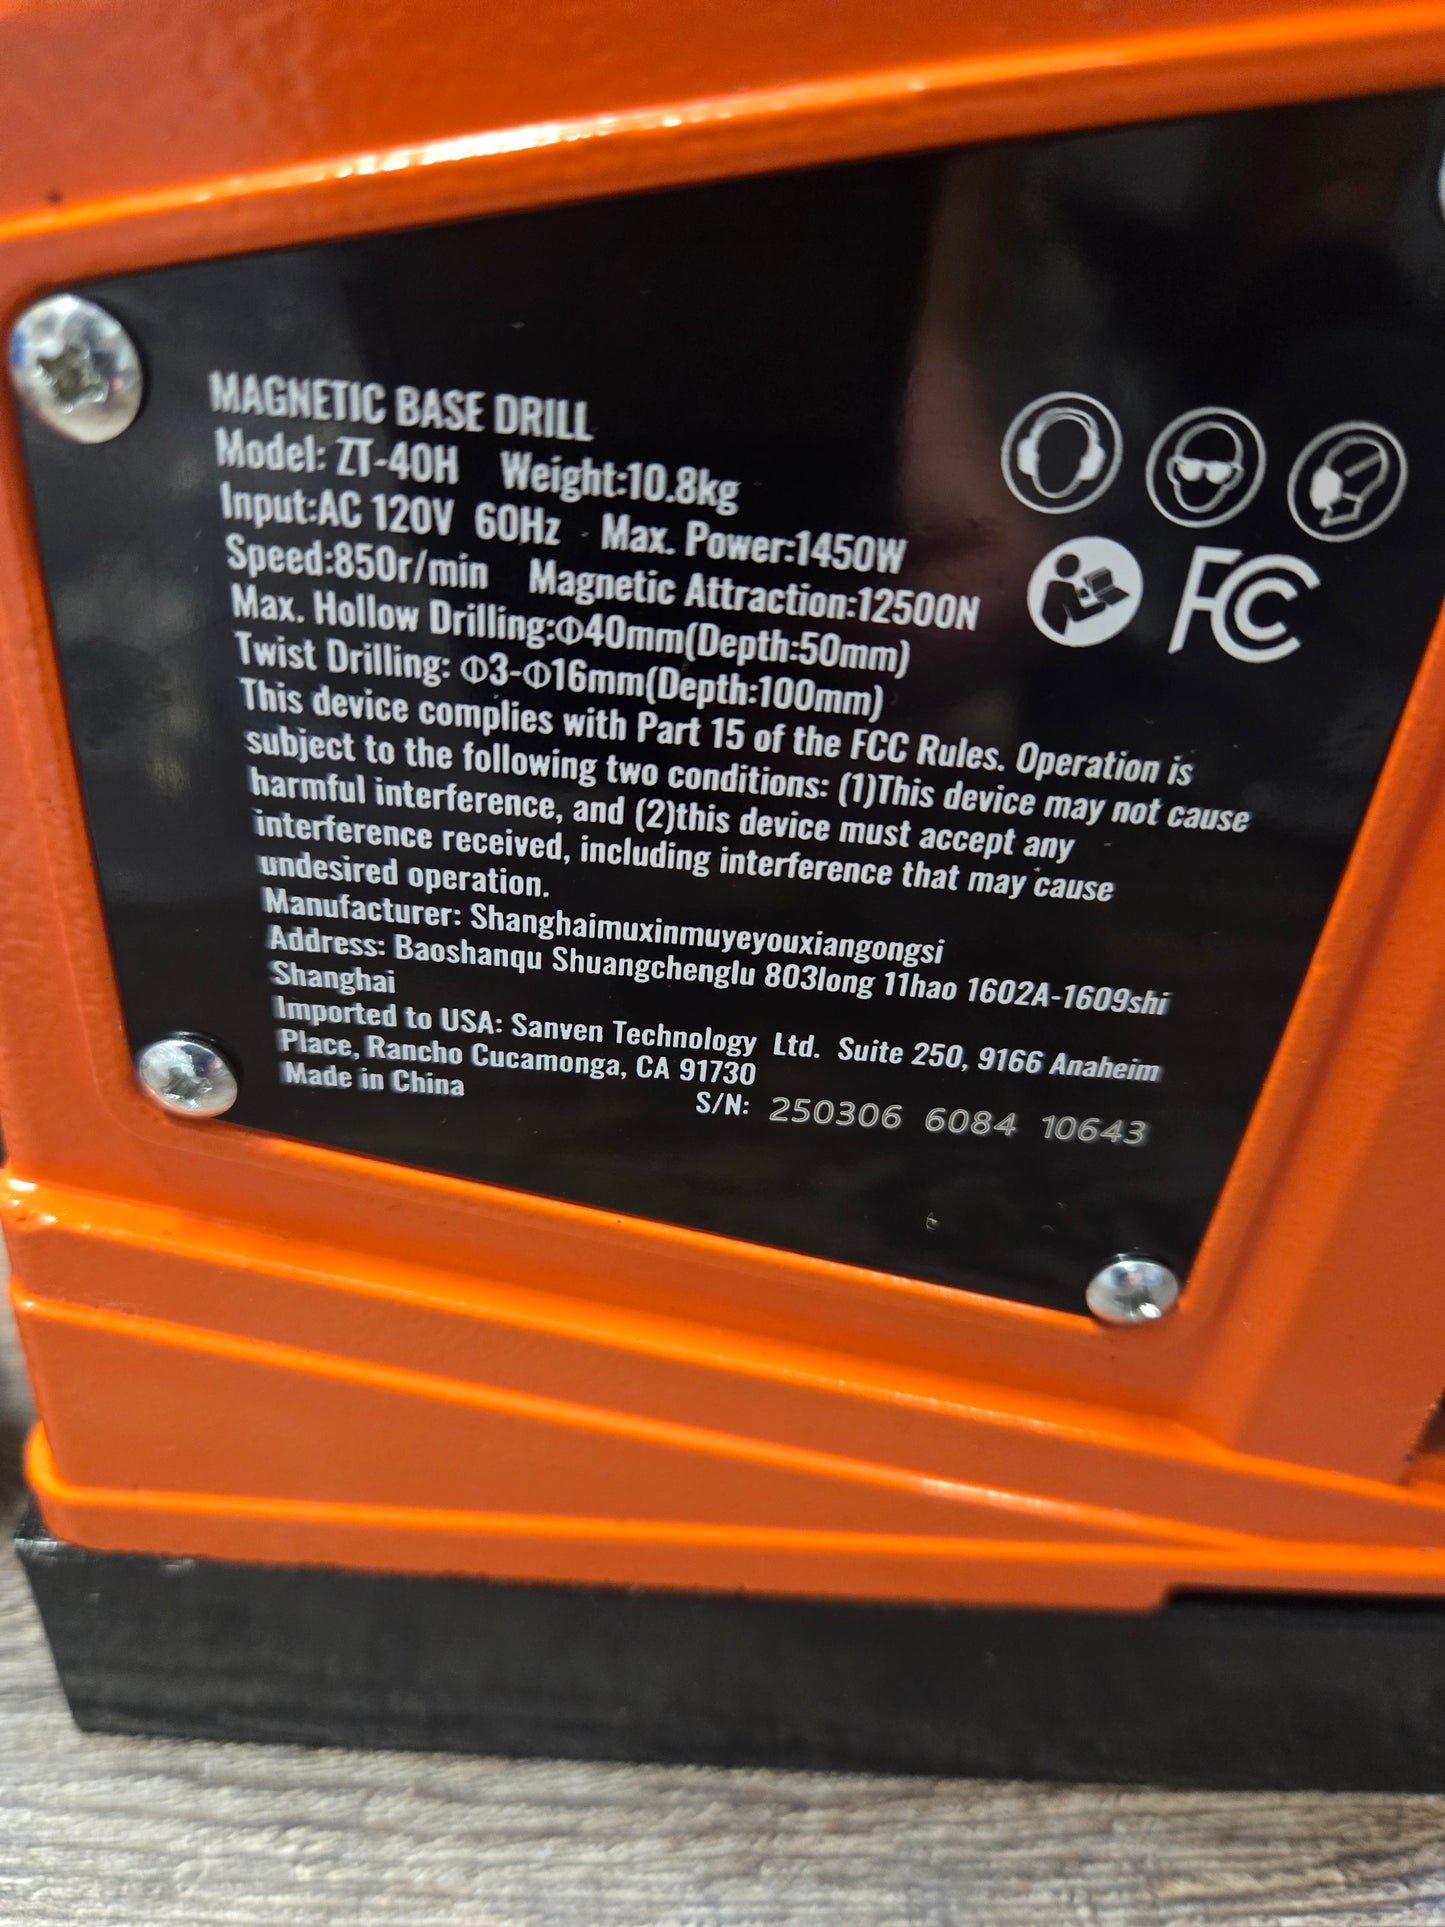 MAGNETIC BASE DRILL
Model: ZT-40H Weight:10.8kg
Input:AC 120V 60Hz Max. Power:1450W
Speed:850r/min Magnetic Attraction:12500N
Max. Hollow Drilling:Φ40mm(Depth:50mm)
Twist Drilling: Φ3-Φ16mm(Depth:100mm)
This device complies with Part 15 of the FCC Rules. Operation is
subject to the following two conditions: (1)This device may not cause
harmful interference, and (2)this device must accept any
interference received, including interference that may cause
undesired operation.
Manufacturer: Shanghaimuxinmuyeyouxiangongsi
Address: Baoshanqu Shuangchenglu 803long 11hao 1602A-1609shi
Shanghai
Imported to USA: Sanven Technology Ltd. Suite 250, 9166 Anaheim
Place, Rancho Cucamonga, CA 91730
Made in China
S/N: 250306 6084 10643
FC